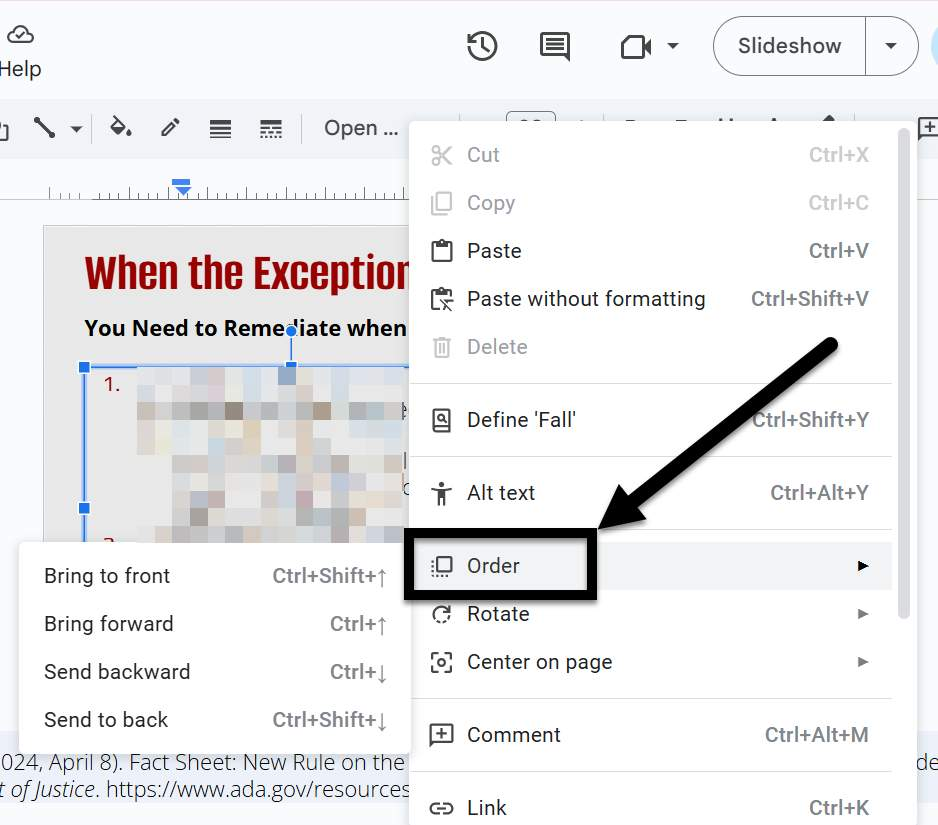 Help
Slideshow
Open ...
When the Exception
You Need to Remediate when
1.
Cut Ctrl+X
Copy Ctrl+C
Paste Ctrl+V
Paste without formatting Ctrl+Shift+V
Delete
Define 'Fall' Ctrl+Shift+Y
Alt text Ctrl+Alt+Y
Order
Rotate
Center on page
Comment Ctrl+Alt+M
Link Ctrl+K
Bring to front Ctrl+Shift+↑
Bring forward Ctrl+↑
Send backward Ctrl+↓
Send to back Ctrl+Shift+↓
024, April 8). Fact Sheet: New Rule on the de
t of Justice. https://www.ada.gov/resources